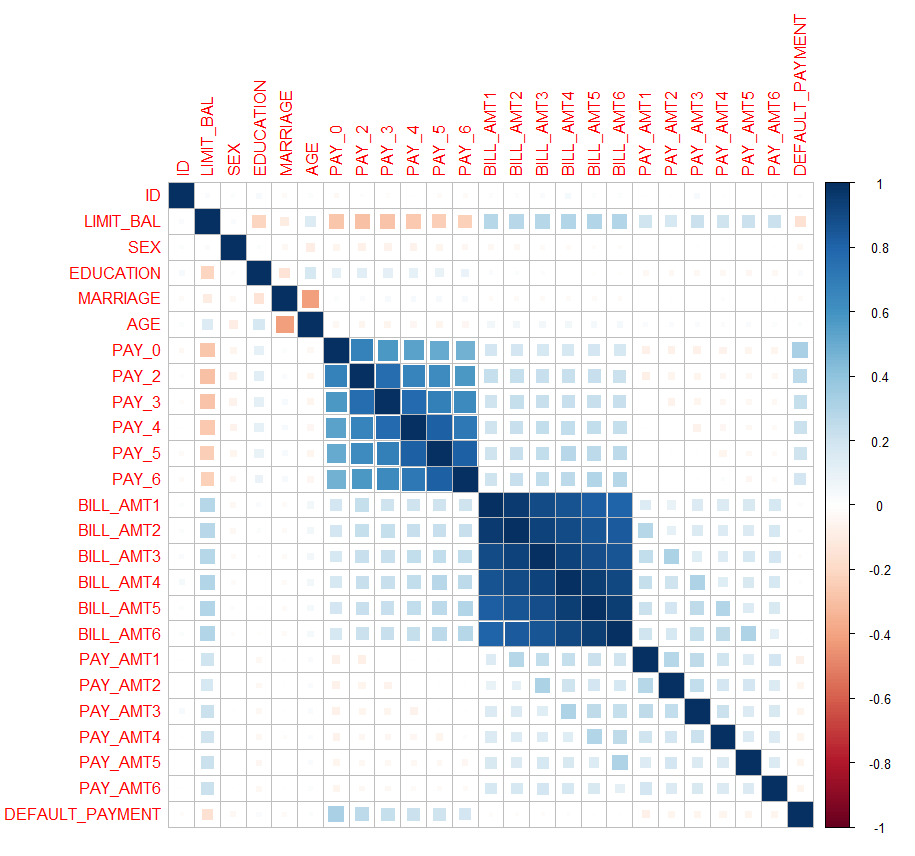 ID
LIMIT_BAL
SEX
EDUCATION
MARRIAGE
AGE
PAY_0
PAY_2
PAY_3
PAY_4
PAY_5
PAY_6
BILL_AMT1
BILL_AMT2
BILL_AMT3
BILL_AMT4
BILL_AMT5
BILL_AMT6
PAY_AMT1
PAY_AMT2
PAY_AMT3
PAY_AMT4
PAY_AMT5
PAY_AMT6
DEFAULT_PAYMENT
ID
LIMIT_BAL
SEX
EDUCATION
MARRIAGE
AGE
PAY_0
PAY_2
PAY_3
PAY_4
PAY_5
PAY_6
BILL_AMT1
BILL_AMT2
BILL_AMT3
BILL_AMT4
BILL_AMT5
BILL_AMT6
PAY_AMT1
PAY_AMT2
PAY_AMT3
PAY_AMT4
PAY_AMT5
PAY_AMT6
DEFAULT_PAYMENT
1
0.8
0.6
0.4
0.2
0
-0.2
-0.4
-0.6
-0.8
-1